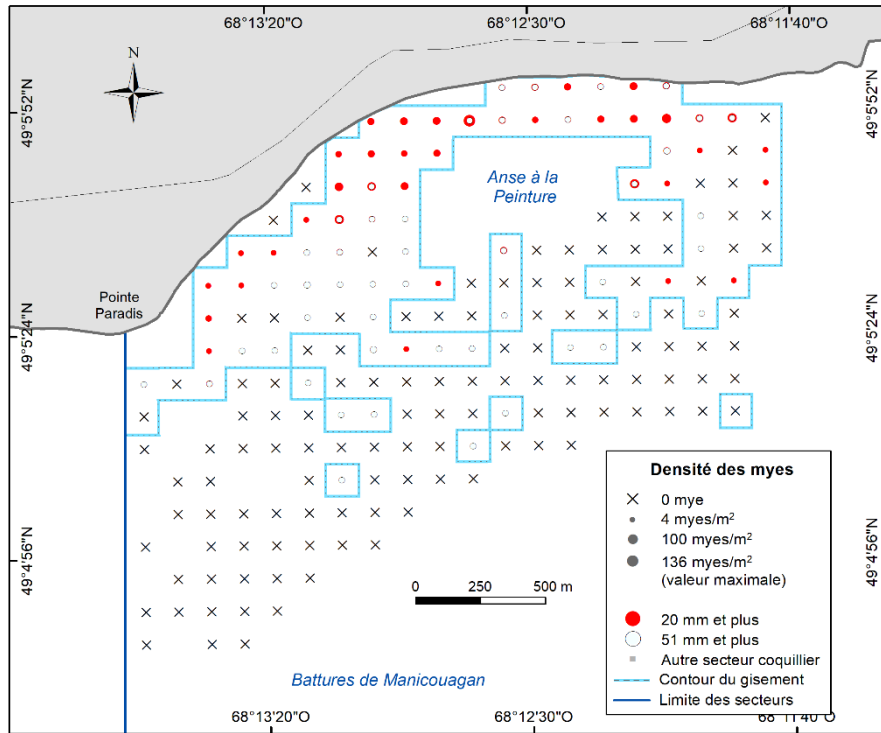 68°13'20"O 68°12'30"O 68°11'40"O
N
49°5'52"N 49°5'52"N
Anse à la
Peinture
Pointe
Paradis
49°5'24"N 49°5'24"N
Densité des myes
0 mye
4 myes/m²
100 myes/m²
136 myes/m²
(valeur maximale)
49°4'56"N 49°4'56"N
0 250 500 m
20 mm et plus
51 mm et plus
Autre secteur coquillier
Contour du gisement
Limite des secteurs
Battures de Manicouagan
68°13'20"O 68°12'30"O 68°11'40"O